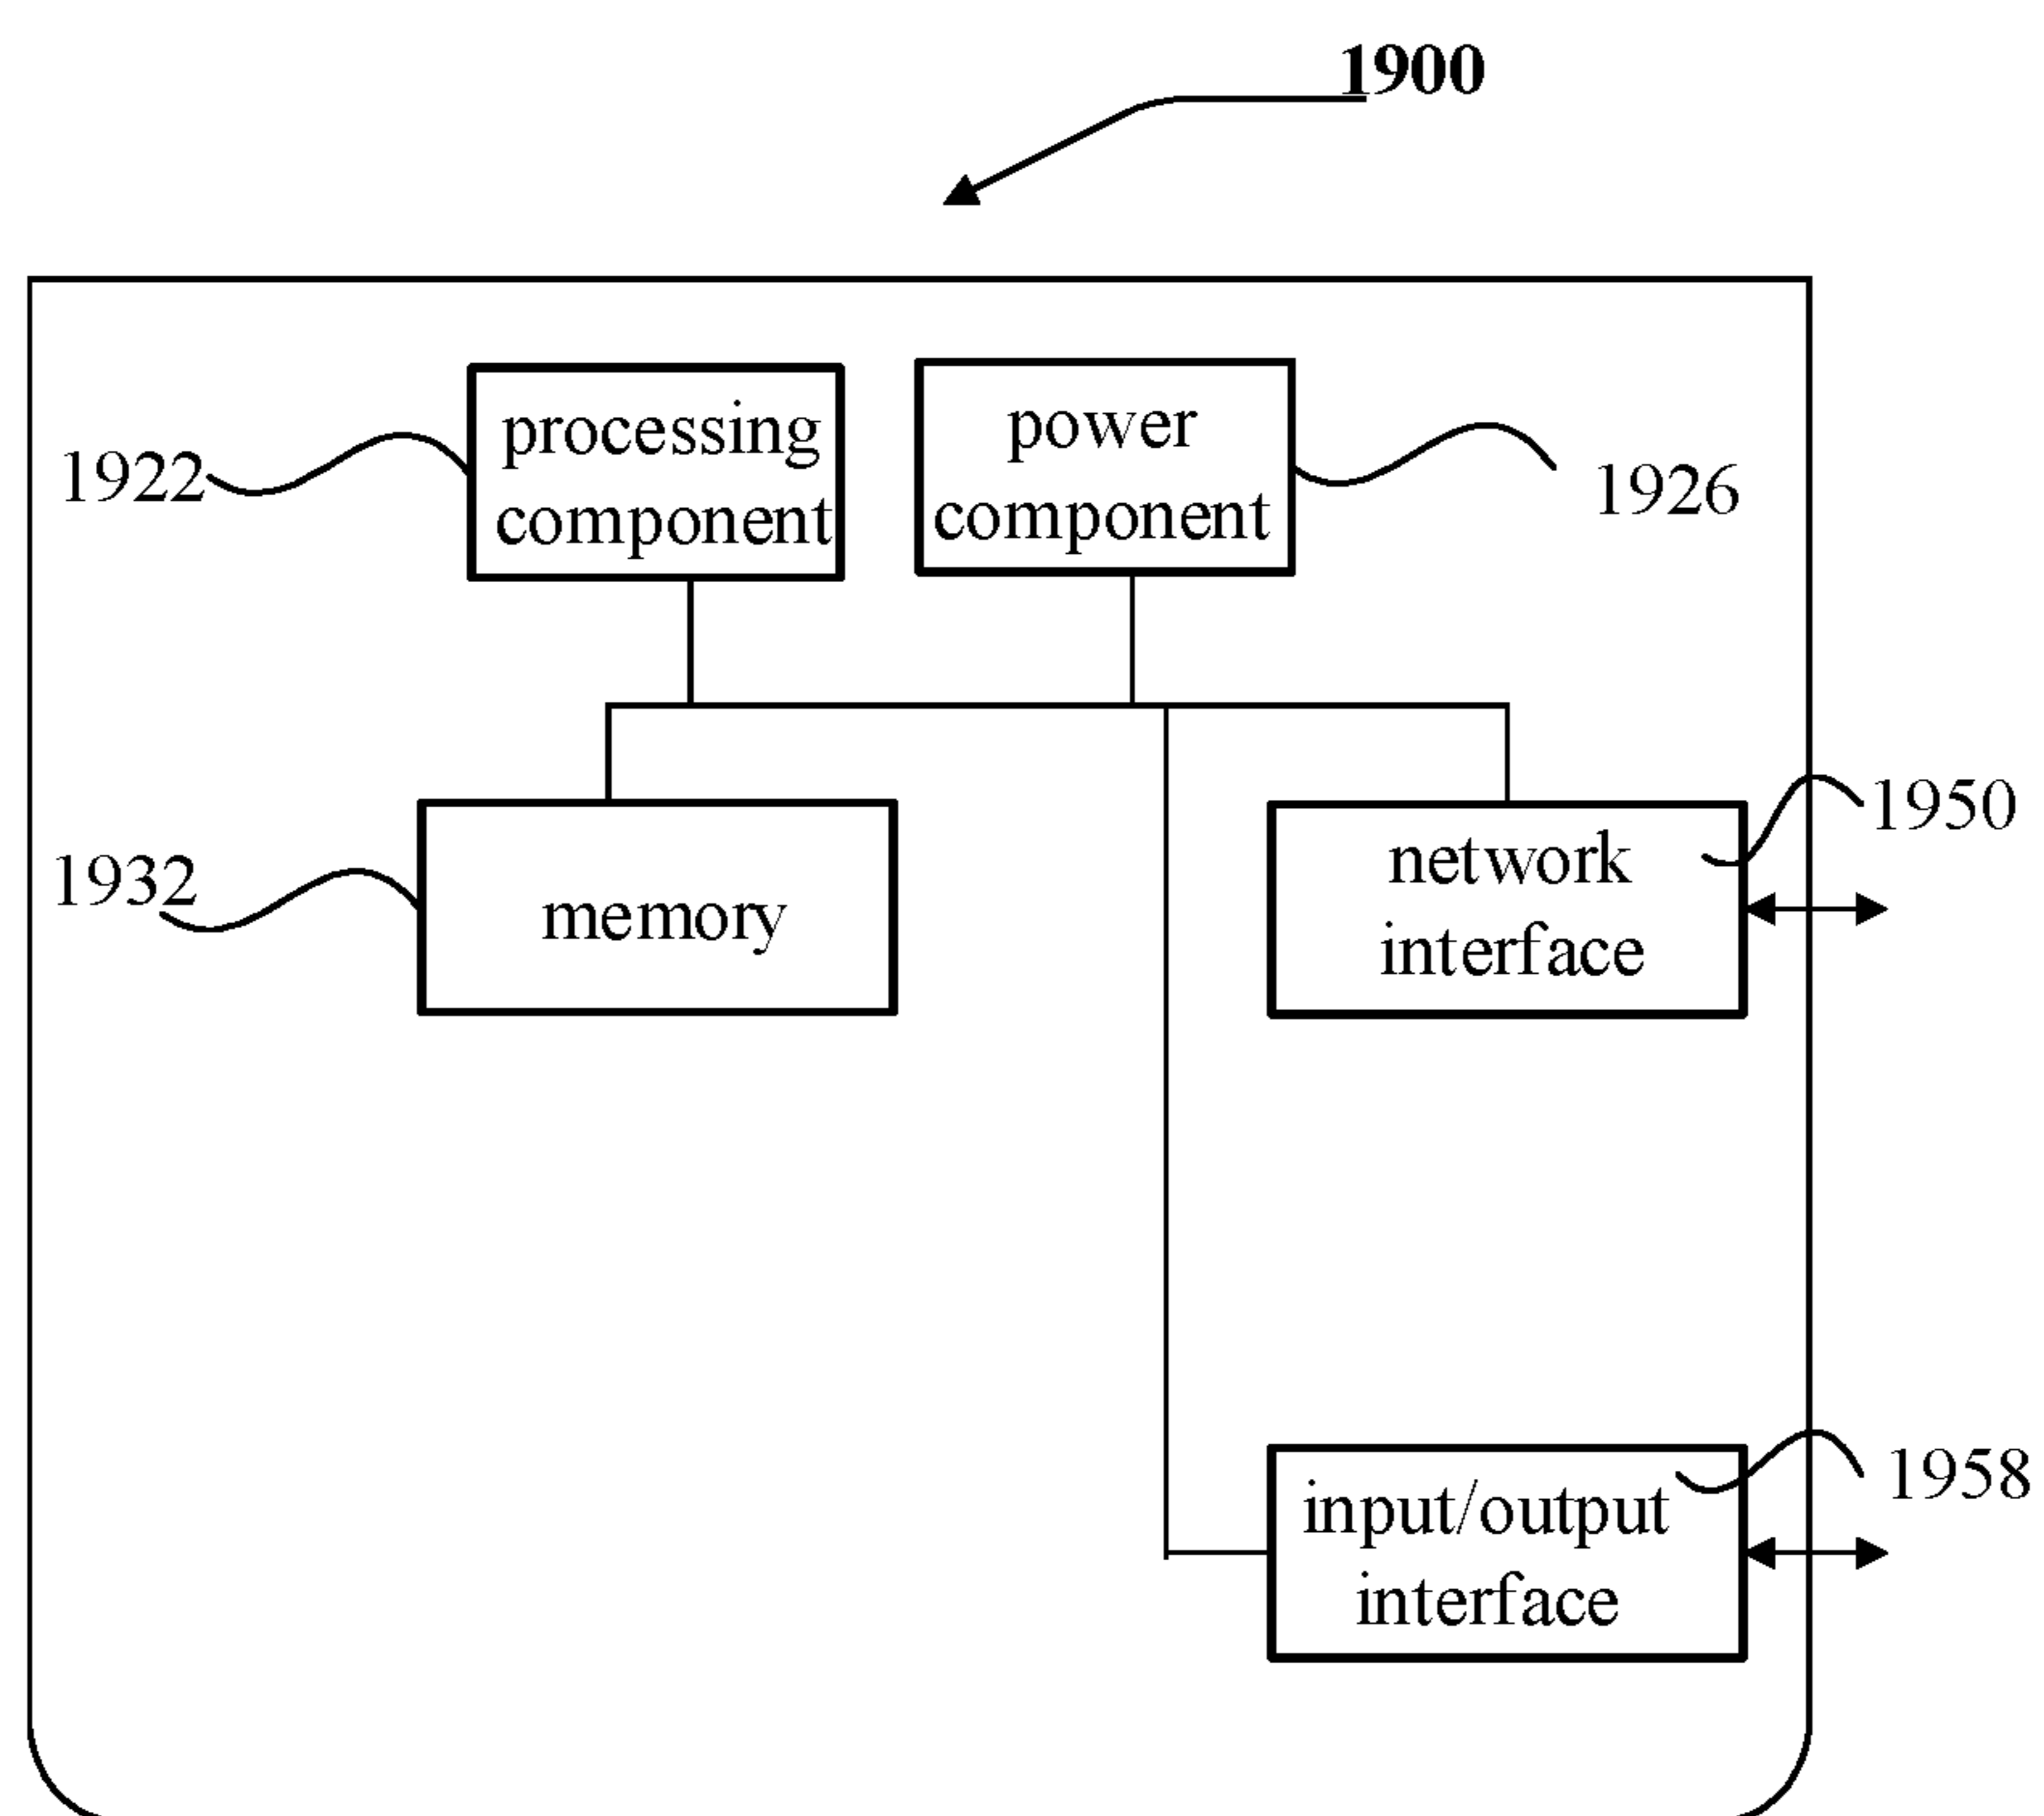 1900
1922
processing
component
power
component
1926
1932
memory
network
interface
1950
input/output
interface
1958